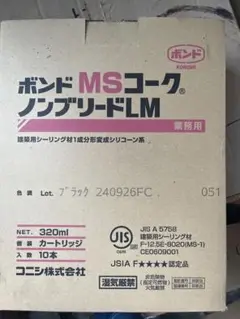 ボンド
ボンド MSコーク®
ノンブリードLM
業務用
建築用シーリング材1成分形変成シリコーン系
色調 Lot. ブラック 240926FC 051
NET. 320ml
容器 カートリッジ
入数 10本
コニシ株式会社
JIS
JIS A 5758
建築用シーリング材
F-12.5E-8020(MS-1)
CE0609001
JSIA F★★★★認定品
湿気厳禁
火気厳禁